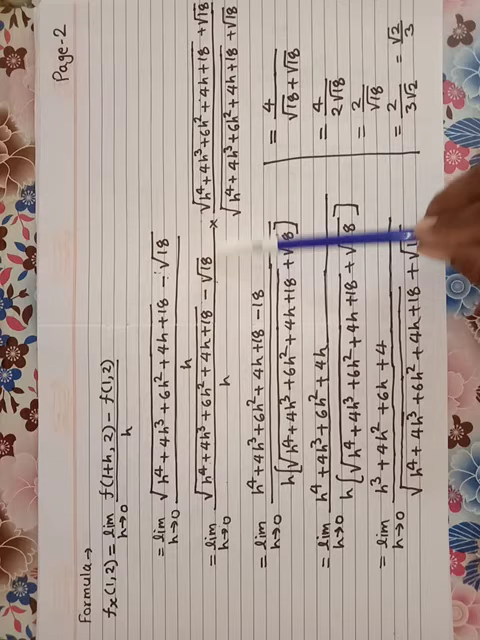 Page-2
Formula→
fx(1,2) = lim h→0 f(1+h, 2) - f(1,2) / h
= lim h→0 √h⁴+4h³+6h²+4h+18 - √18 / h
= lim h→0 √h⁴+4h³+6h²+4h+18 - √18 / h × √h⁴+4h³+6h²+4h+18 + √18 / √h⁴+4h³+6h²+4h+18 + √18
= lim h→0 h⁴+4h³+6h²+4h+18-18 / h[√h⁴+4h³+6h²+4h+18 + √18]
= lim h→0 h⁴+4h³+6h²+4h / h[√h⁴+4h³+6h²+4h+18 + √18]
= lim h→0 h³+4h²+6h+4 / √h⁴+4h³+6h²+4h+18 + √1
= 4 / √18+√18
= 4 / 2√18
= 2 / √18
= 2 / 3√2 = √2 / 3